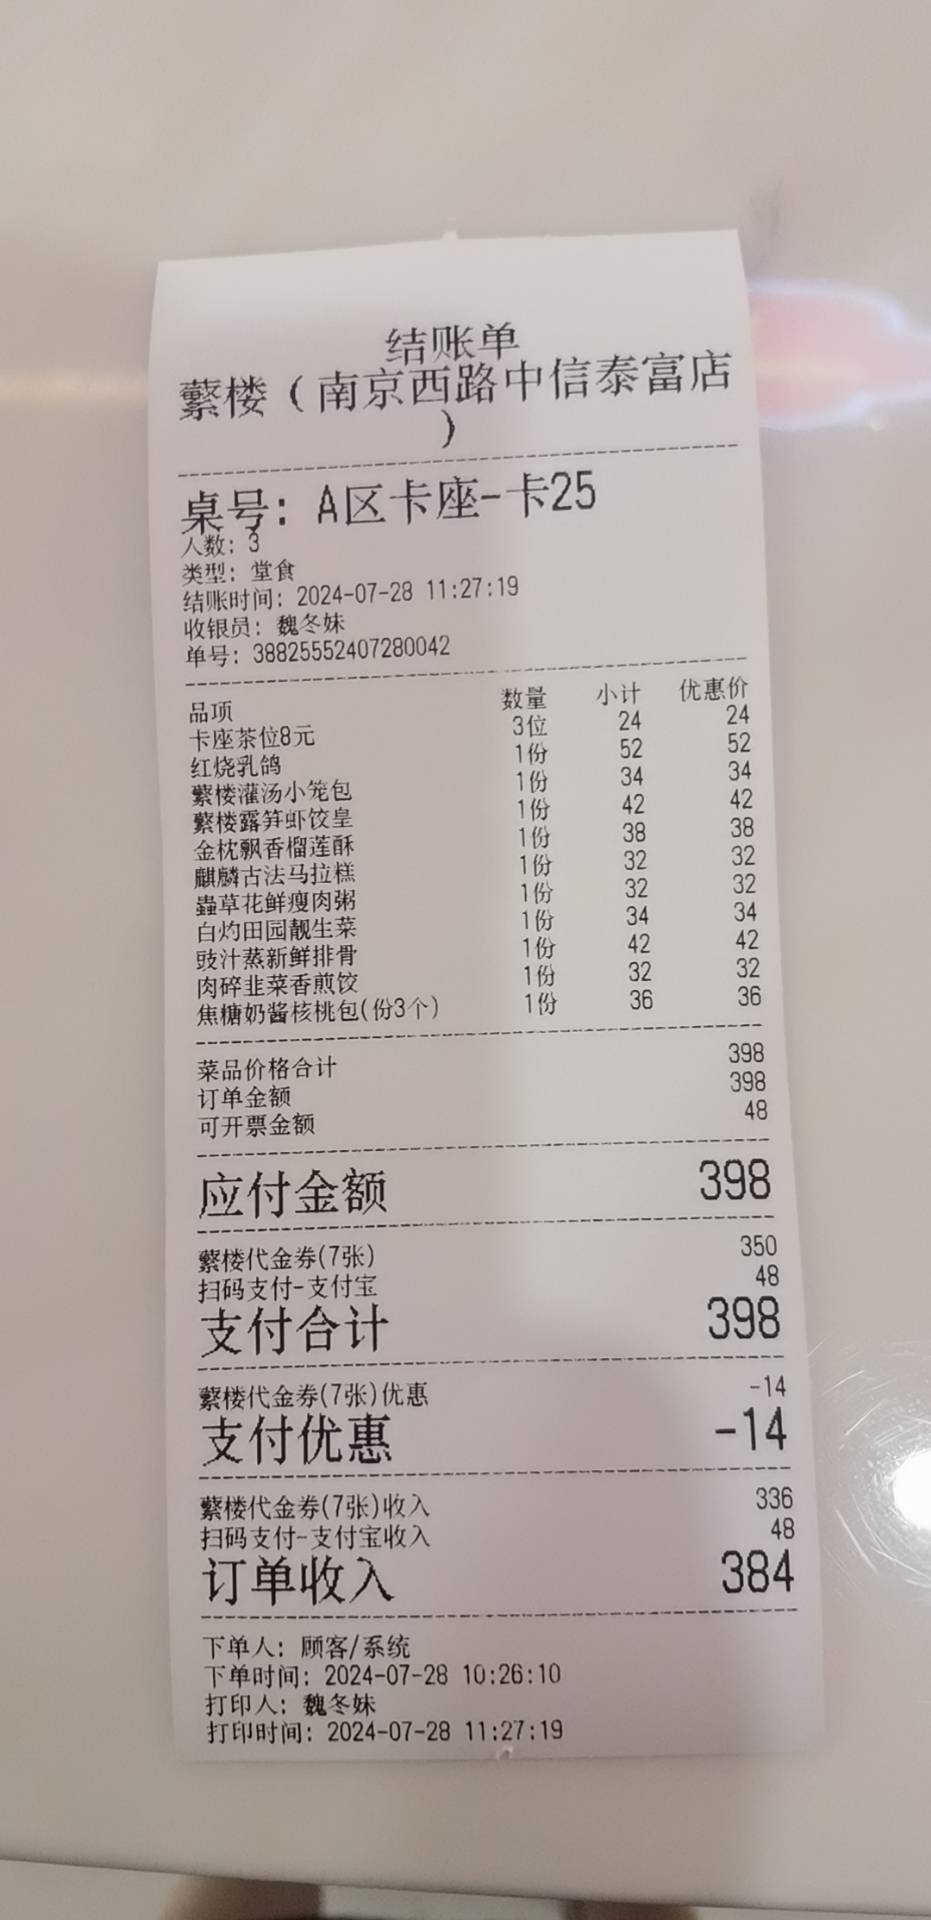 结账单
蘩楼（南京西路中信泰富店
）
桌号：A区卡座-卡25
人数：3
类型：堂食
结账时间：2024-07-28 11:27:19
收银员：魏冬妹
单号：38825552407280042
品项 数量 小计 优惠价
卡座茶位8元 3位 24 24
红烧乳鸽 1份 52 52
蘩楼灌汤小笼包 1份 34 34
蘩楼露笋虾饺皇 1份 42 42
金枕飘香榴莲酥 1份 38 38
麒麟古法马拉糕 1份 32 32
蟲草花鲜瘦肉粥 1份 32 32
白灼田园靓生菜 1份 34 34
豉汁蒸新鲜排骨 1份 42 42
肉碎韭菜香煎饺 1份 32 32
焦糖奶酱核桃包(份3个) 1份 36 36
菜品价格合计 398
订单金额 398
可开票金额 48
应付金额 398
蘩楼代金券(7张) 350
扫码支付-支付宝 48
支付合计 398
蘩楼代金券(7张)优惠 -14
支付优惠 -14
蘩楼代金券(7张)收入 336
扫码支付-支付宝收入 48
订单收入 384
下单人：顾客/系统
下单时间：2024-07-28 10:26:10
打印人：魏冬妹
打印时间：2024-07-28 11:27:19